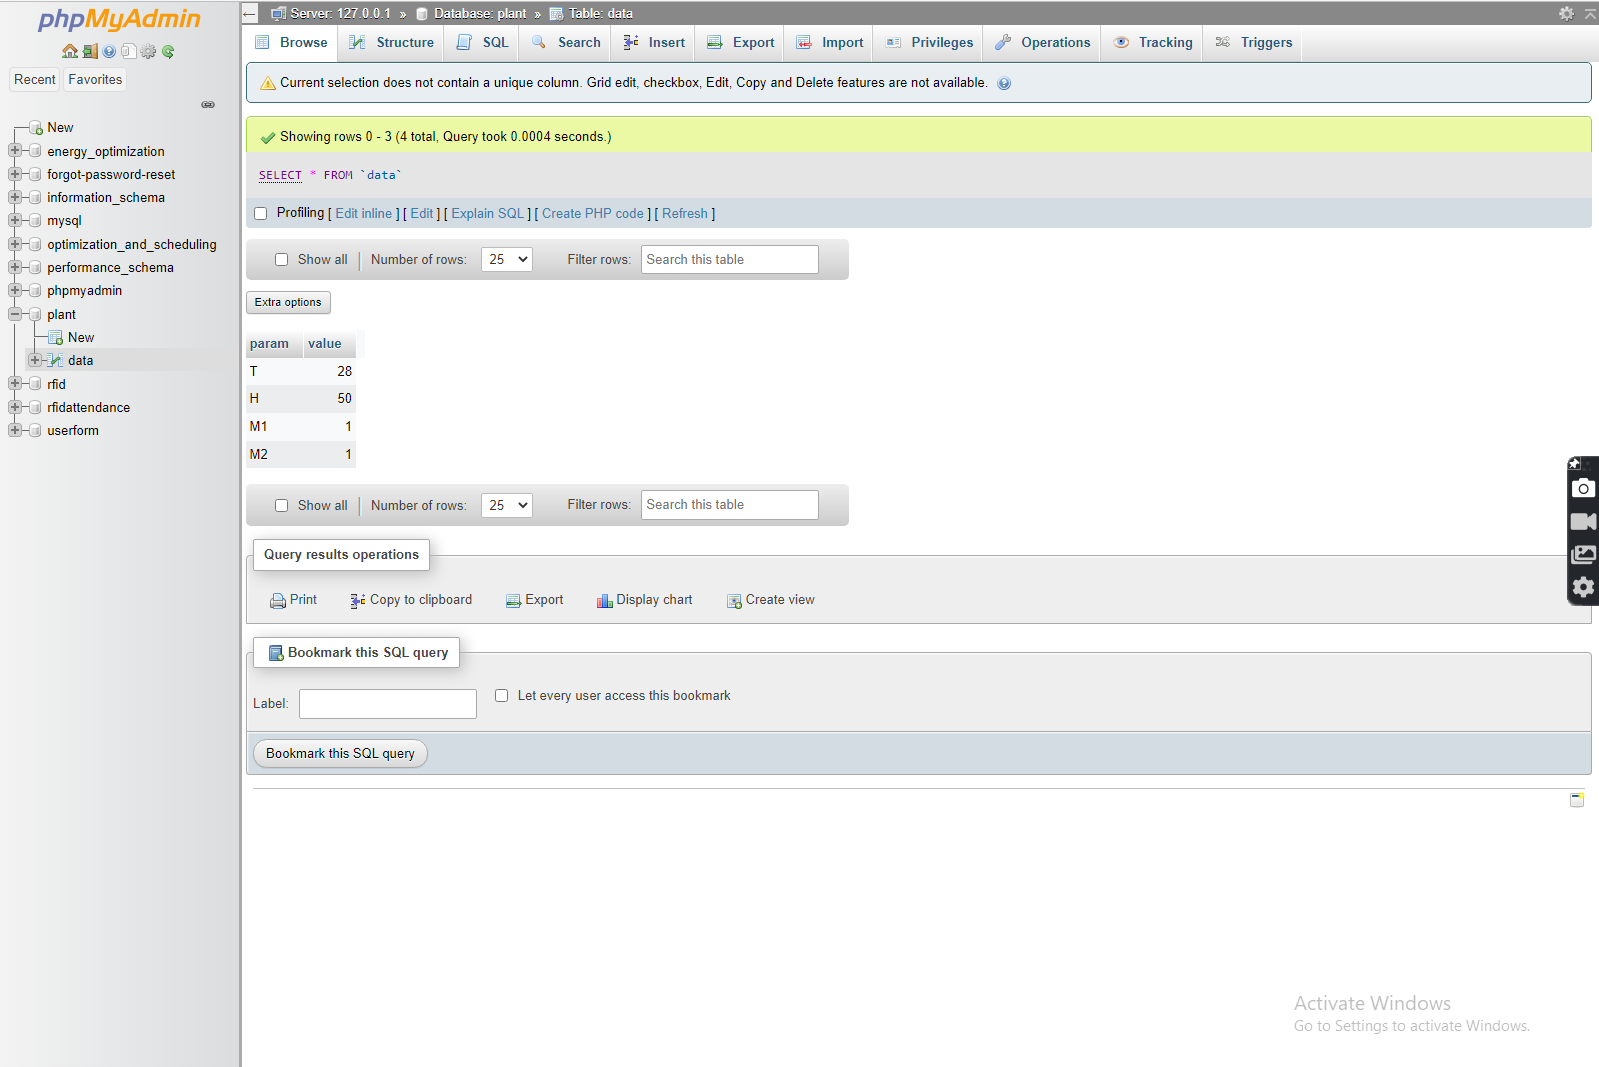 phpMyAdmin
Recent Favorites
New
energy_optimization
forgot-password-reset
information_schema
mysql
optimization_and_scheduling
performance_schema
phpmyadmin
plant
New
data
rfid
rfidattendance
userform
Server: 127.0.0.1 » Database: plant » Table: data
Browse Structure SQL Search Insert Export Import Privileges Operations Tracking Triggers
Current selection does not contain a unique column. Grid edit, checkbox, Edit, Copy and Delete features are not available.
Showing rows 0 - 3 (4 total, Query took 0.0004 seconds.)
SELECT * FROM `data`
Profiling [ Edit inline ] [ Edit ] [ Explain SQL ] [ Create PHP code ] [ Refresh ]
Show all Number of rows: 25 Filter rows: Search this table
Extra options
param value
T 28
H 50
M1 1
M2 1
Show all Number of rows: 25 Filter rows: Search this table
Query results operations
Print Copy to clipboard Export Display chart Create view
Bookmark this SQL query
Label: Let every user access this bookmark
Bookmark this SQL query
Activate Windows
Go to Settings to activate Windows.